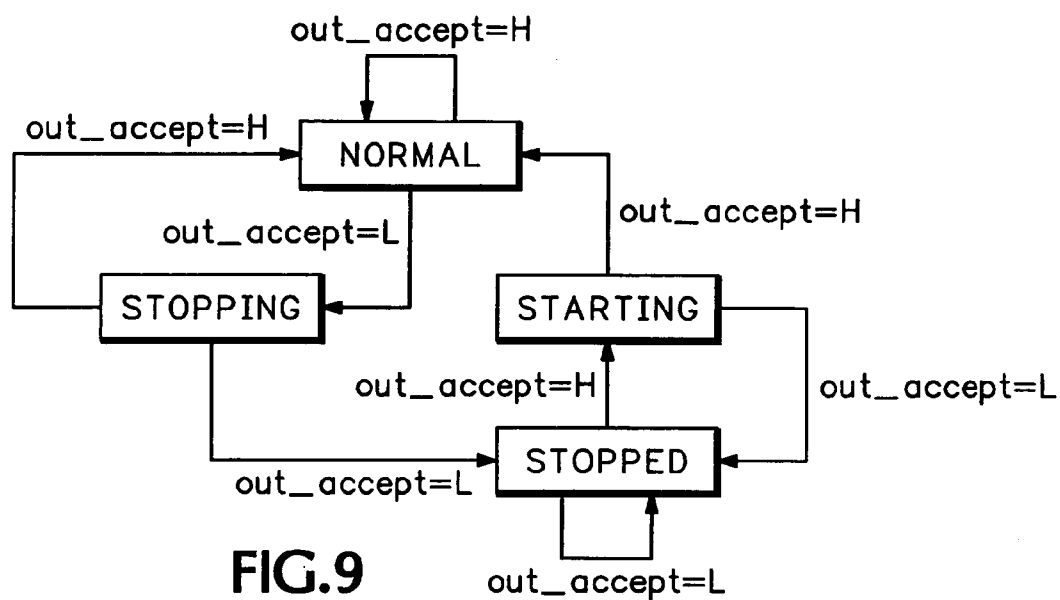 out_accept=H
out_accept=H
NORMAL
out_accept=H
out_accept=L
STOPPING
STARTING
out_accept=H
out_accept=L
STOPPED
out_accept=L
FIG.9
out_accept=L